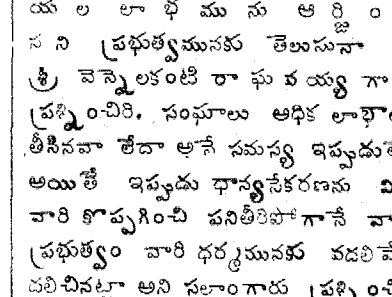 య ల లా భ ము ను ఆ ర్జిం
స ని ప్రభుత్వమునకు తెలుసునా
శ్రీ వెన్నెలకంటి రా ఘ వ య్య గా
ప్రశ్నించిరి. సంఘాలు అధిక లాభా
తీసినవా లేదా అనే సమస్య ఇప్పుడు
అయితే ఇప్పుడు ధాన్యసేకరణను వి
వారి కొప్పగించి పనితీరిపోగానే వా
ప్రభుత్వం వారి ధర్మమునకు వదలివే
దలిచినట్లా అని సలాంగారు ప్రశ్నించి